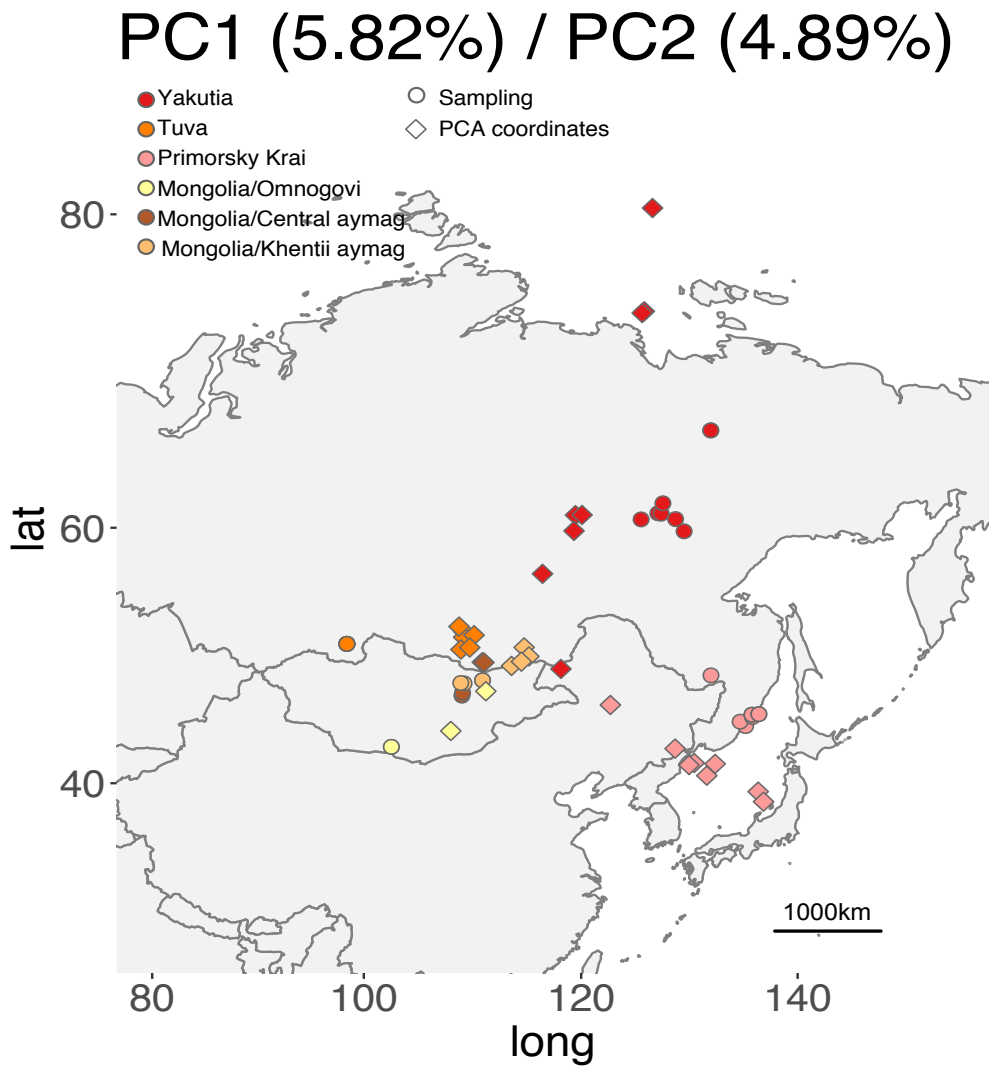 PC1 (5.82%) / PC2 (4.89%)
Yakutia
Tuva
Primorsky Krai
Mongolia/Omnogovi
Mongolia/Central aymag
Mongolia/Khentii aymag
Sampling
PCA coordinates
80
60
40
lat
1000km
80 100 120 140
long